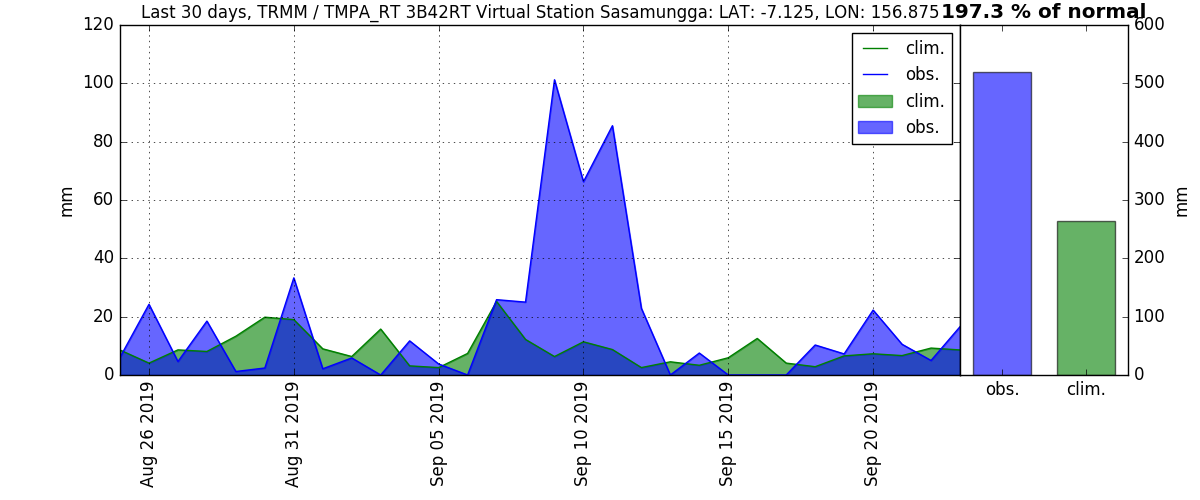 Last 30 days, TRMM / TMPA_RT 3B42RT Virtual Station Sasamungga: LAT: -7.125, LON: 156.875 197.3 % of normal
120
100
80
60
40
20
0
mm
clim.
obs.
clim.
obs.
600
500
400
300
200
100
0
mm
obs.
clim.
Aug 26 2019
Aug 31 2019
Sep 05 2019
Sep 10 2019
Sep 15 2019
Sep 20 2019